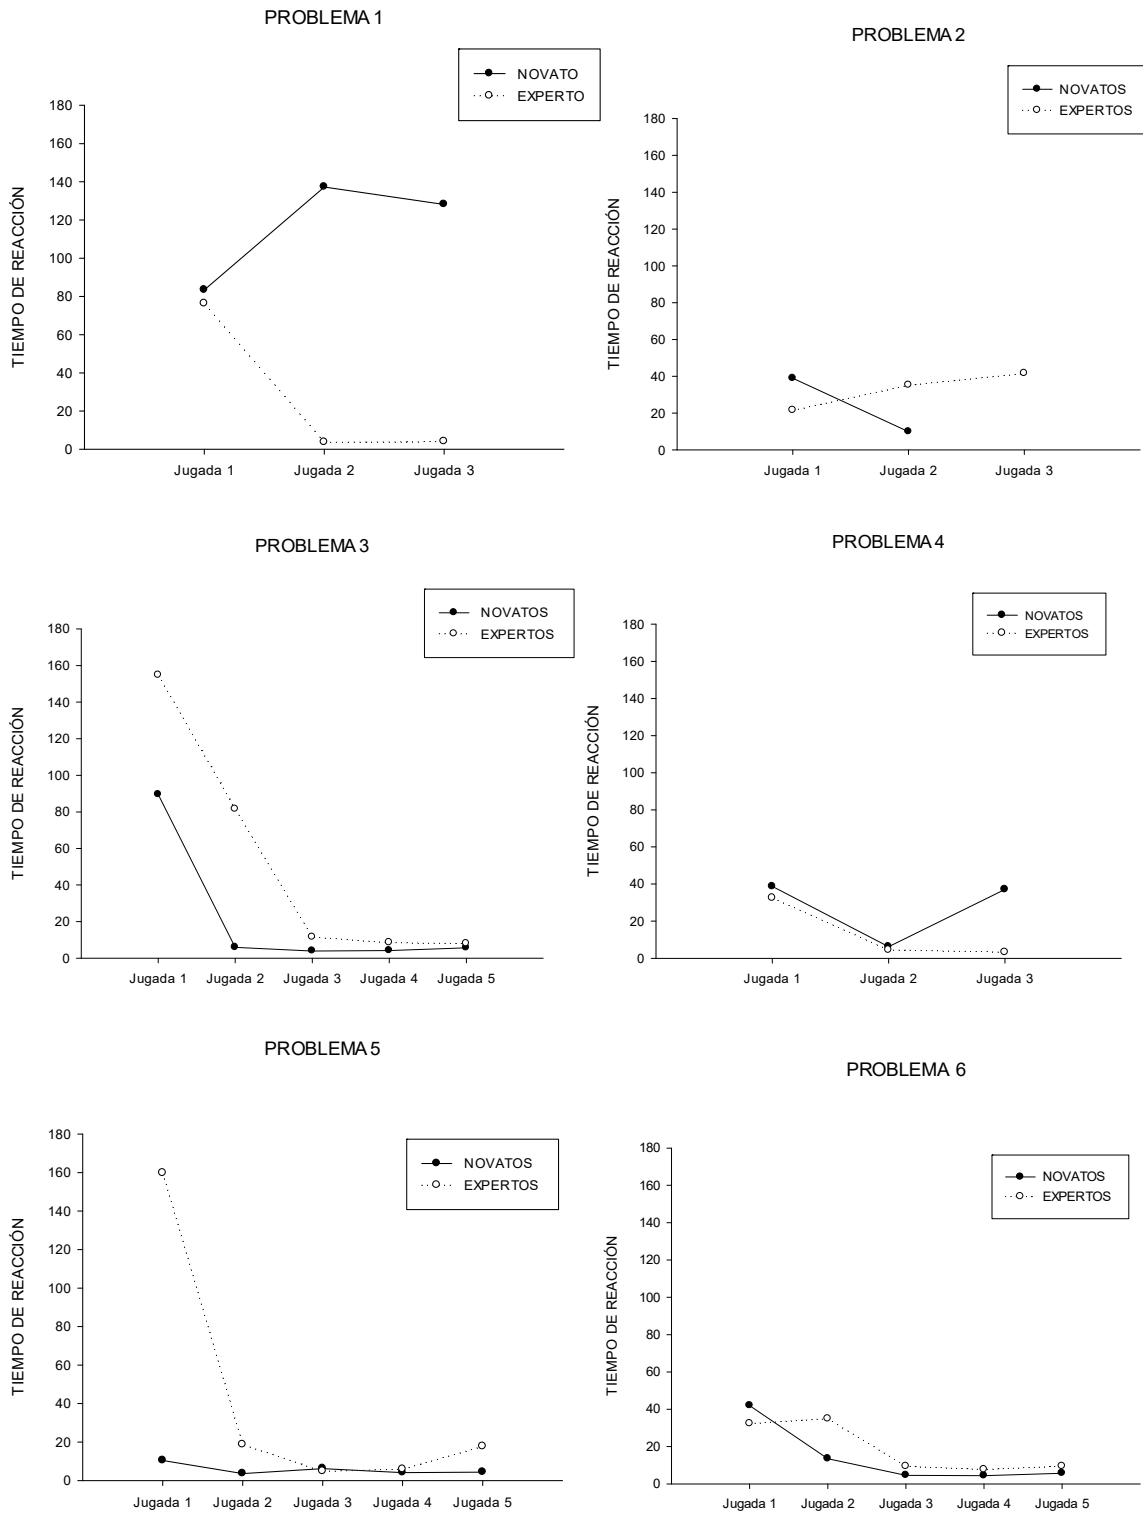 PROBLEMA 1
NOVATO
EXPERTO
180
160
140
120
100
80
60
40
20
0
TIEMPO DE REACCIÓN
Jugada 1 Jugada 2 Jugada 3
PROBLEMA 2
NOVATOS
EXPERTOS
180
160
140
120
100
80
60
40
20
0
TIEMPO DE REACCIÓN
Jugada 1 Jugada 2 Jugada 3
PROBLEMA 3
NOVATOS
EXPERTOS
180
160
140
120
100
80
60
40
20
0
TIEMPO DE REACCIÓN
Jugada 1 Jugada 2 Jugada 3 Jugada 4 Jugada 5
PROBLEMA 4
NOVATOS
EXPERTOS
180
160
140
120
100
80
60
40
20
0
TIEMPO DE REACCIÓN
Jugada 1 Jugada 2 Jugada 3
PROBLEMA 5
NOVATOS
EXPERTOS
180
160
140
120
100
80
60
40
20
0
TIEMPO DE REACCIÓN
Jugada 1 Jugada 2 Jugada 3 Jugada 4 Jugada 5
PROBLEMA 6
NOVATOS
EXPERTOS
180
160
140
120
100
80
60
40
20
0
TIEMPO DE REACCIÓN
Jugada 1 Jugada 2 Jugada 3 Jugada 4 Jugada 5